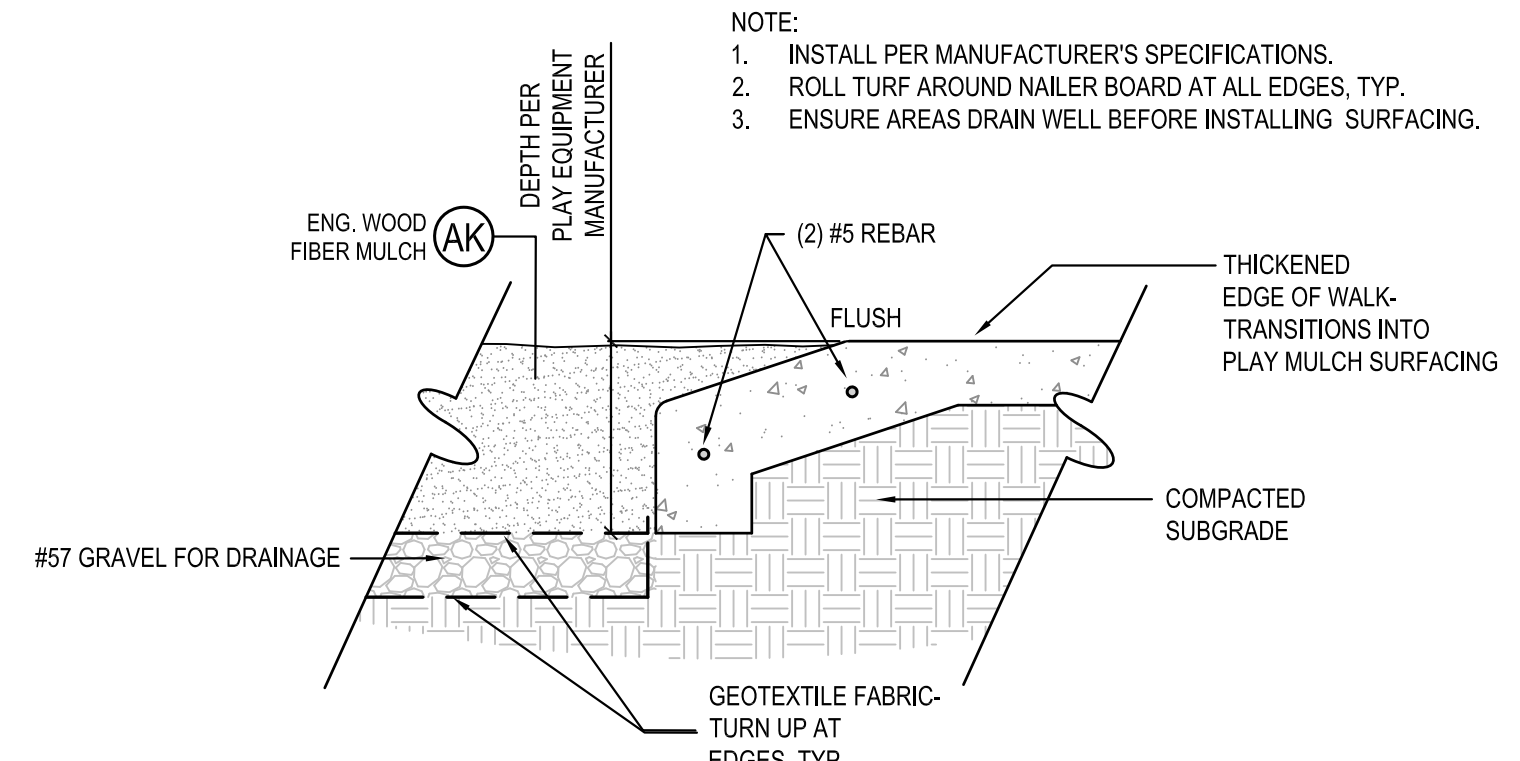 NOTE:
1. INSTALL PER MANUFACTURER'S SPECIFICATIONS.
2. ROLL TURF AROUND NAILER BOARD AT ALL EDGES, TYP.
3. ENSURE AREAS DRAIN WELL BEFORE INSTALLING SURFACING.
DEPTH PER
PLAY EQUIPMENT
MANUFACTURER
ENG. WOOD
FIBER MULCH
AK
(2) #5 REBAR
FLUSH
THICKENED
EDGE OF WALK-
TRANSITIONS INTO
PLAY MULCH SURFACING
COMPACTED
SUBGRADE
#57 GRAVEL FOR DRAINAGE
GEOTEXTILE FABRIC-
TURN UP AT
EDGES, TYP.